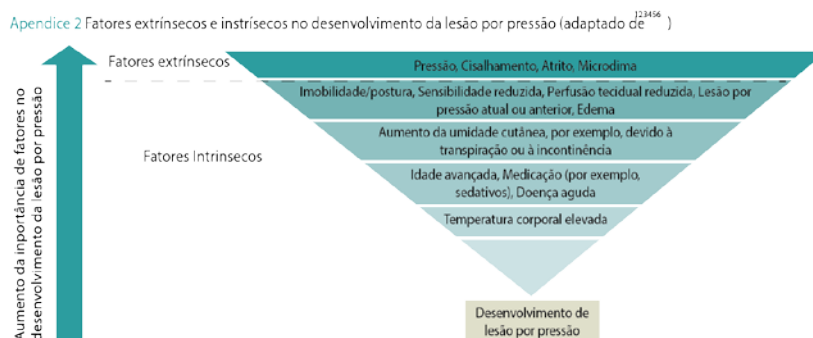 Apendice 2 Fatores extrínsecos e instrísecos no desenvolvimento da lesão por pressão (adaptado de 123456 )
Fatores extrínsecos
Pressão, Cisalhamento, Atrito, Microdima
Imobilidade/postura, Sensibilidade reduzida, Perfusão tecidual reduzida, Lesão por
pressão atual ou anterior, Edema
Aumento da umidade cutânea, por exemplo, devido à
transpiração ou à incontinência
Fatores Intrinsecos
Idade avançada, Medicação (por exemplo,
sedativos), Doença aguda
Temperatura corporal elevada
Desenvolvimento de
lesão por pressão
Aumento da inportância de fatores no
desenvolvimento da lesão por pressão